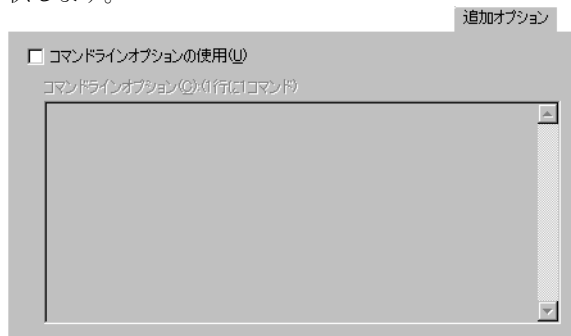 供します。
追加オプション
コマンドラインオプションの使用(U)
コマンドラインオプション(C):(1行に1コマンド)